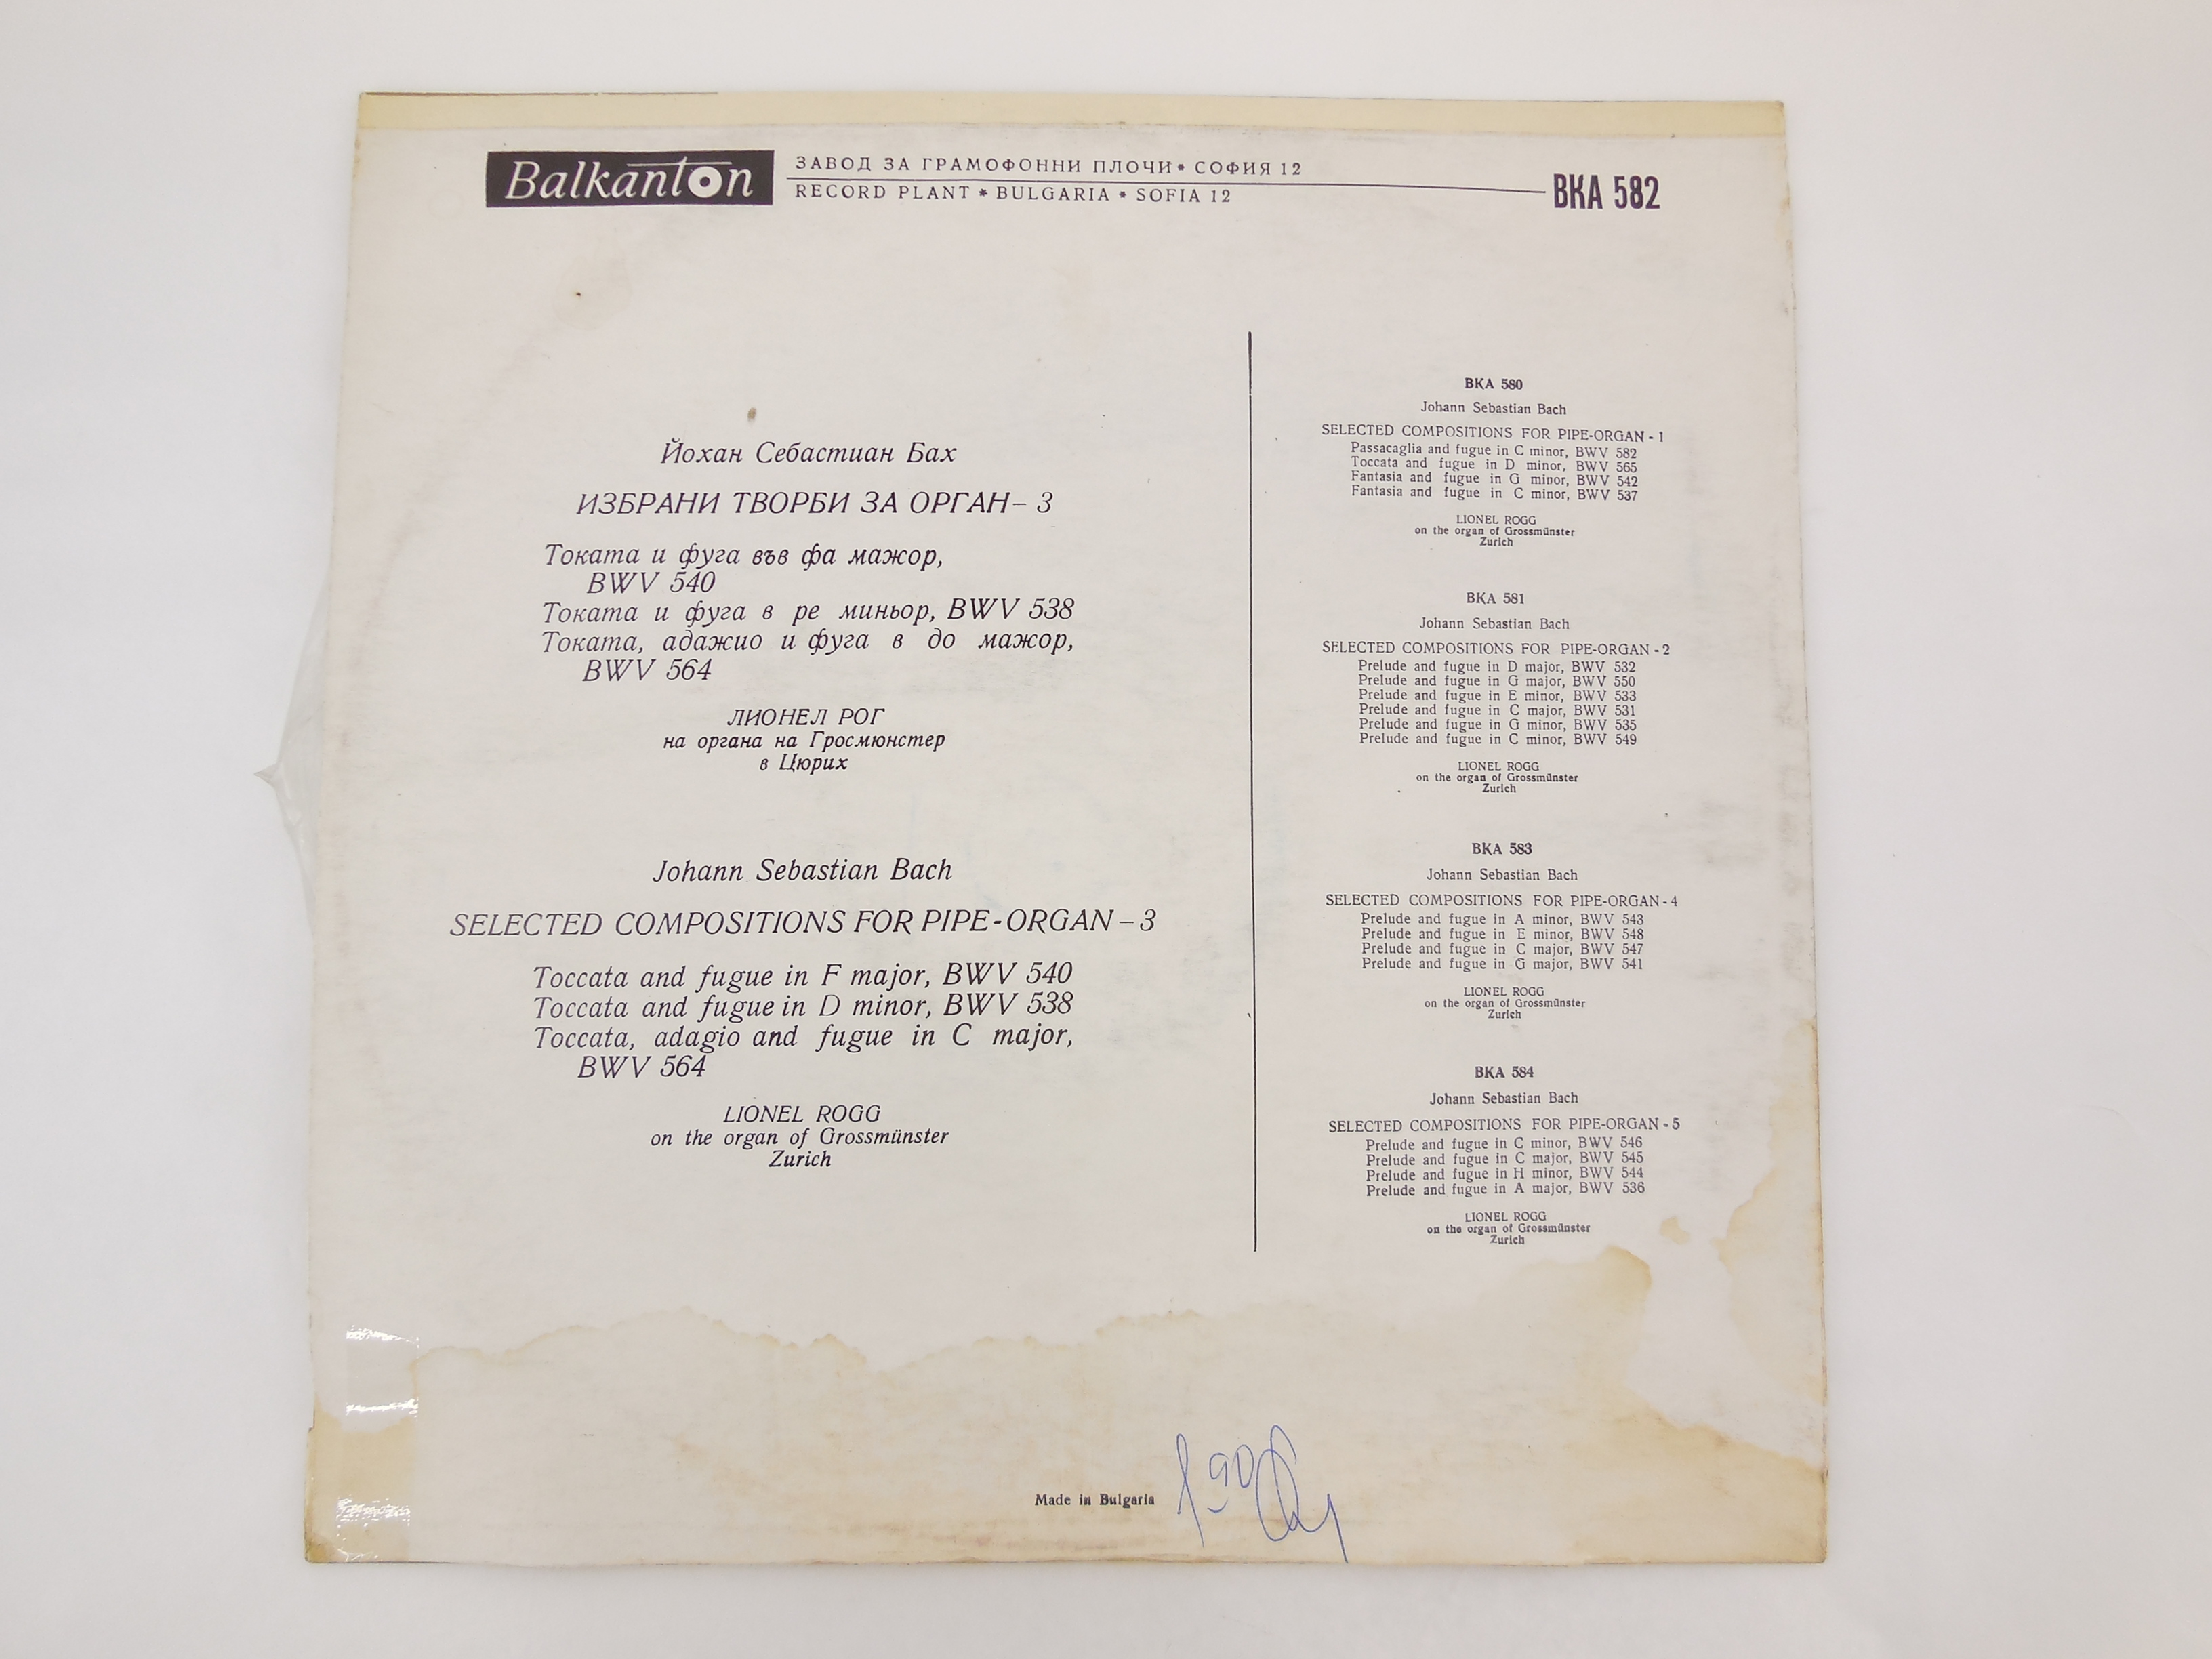 Balkanton
ЗАВОД ЗА ГРАМОФОННИ ПЛОЧИ * СОФИЯ 12
RECORD PLANT * BULGARIA * SOFIA 12
ВКА 582
Йохан Себастиан Бах
ИЗБРАНИ ТВОРБИ ЗА ОРГАН – 3
Токата и фуга във фа мажор,
BWV 540
Токата и фуга в ре миньор, BWV 538
Токата, адажио и фуга в до мажор,
BWV 564
ЛИОНЕЛ РОГ
на органа на Гросмюнстер
в Цюрих
Johann Sebastian Bach
SELECTED COMPOSITIONS FOR PIPE-ORGAN – 3
Toccata and fugue in F major, BWV 540
Toccata and fugue in D minor, BWV 538
Toccata, adagio and fugue in C major,
BWV 564
LIONEL ROGG
on the organ of Grossmünster
Zurich
BKA 580
Johann Sebastian Bach
SELECTED COMPOSITIONS FOR PIPE-ORGAN - 1
Passacaglia and fugue in C minor, BWV 582
Toccata and fugue in D minor, BWV 565
Fantasia and fugue in G minor, BWV 542
Fantasia and fugue in C minor, BWV 537
LIONEL ROGG
on the organ of Grossmünster
Zurich
BKA 581
Johann Sebastian Bach
SELECTED COMPOSITIONS FOR PIPE-ORGAN - 2
Prelude and fugue in D major, BWV 532
Prelude and fugue in G major, BWV 550
Prelude and fugue in E minor, BWV 533
Prelude and fugue in C major, BWV 531
Prelude and fugue in G minor, BWV 535
Prelude and fugue in C minor, BWV 549
LIONEL ROGG
on the organ of Grossmünster
Zurich
BKA 583
Johann Sebastian Bach
SELECTED COMPOSITIONS FOR PIPE-ORGAN - 4
Prelude and fugue in A minor, BWV 543
Prelude and fugue in E minor, BWV 548
Prelude and fugue in C major, BWV 547
Prelude and fugue in G major, BWV 541
LIONEL ROGG
on the organ of Grossmünster
Zurich
BKA 584
Johann Sebastian Bach
SELECTED COMPOSITIONS FOR PIPE-ORGAN - 5
Prelude and fugue in C minor, BWV 546
Prelude and fugue in C major, BWV 545
Prelude and fugue in H minor, BWV 544
Prelude and fugue in A major, BWV 536
LIONEL ROGG
on the organ of Grossmünster
Zurich
Made in Bulgaria